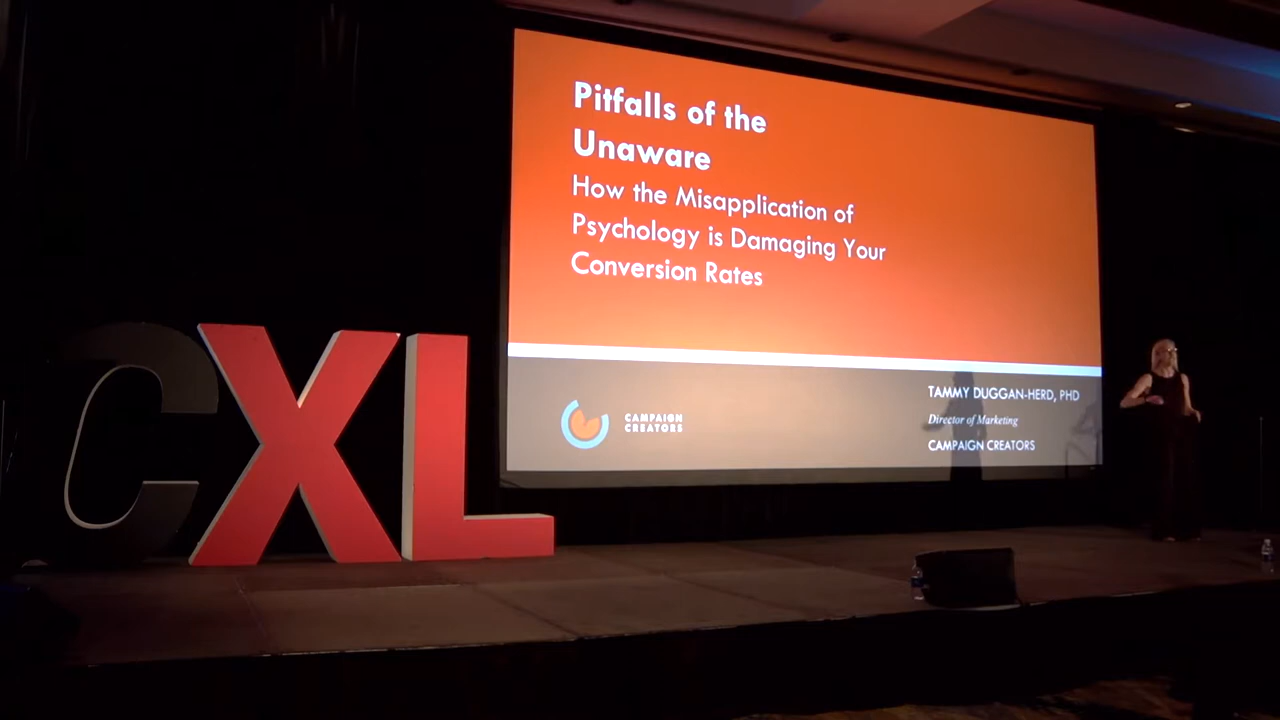 CXL
Pitfalls of the
Unaware
How the Misapplication of
Psychology is Damaging Your
Conversion Rates
CAMPAIGN
CREATORS
TAMMY DUGGAN-HERD, PHD
Director of Marketing
CAMPAIGN CREATORS